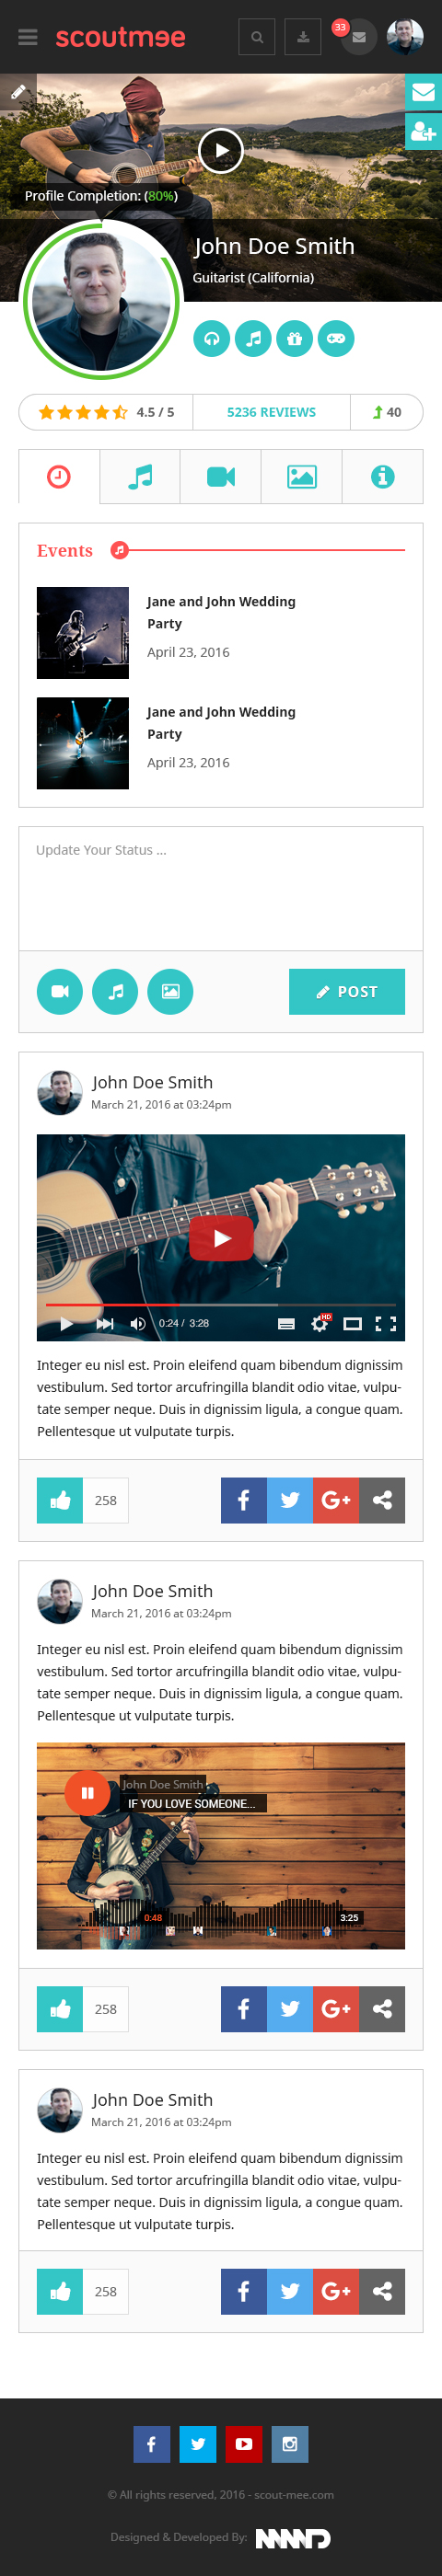 scoutmee
33
Profile Completion: (80%)
John Doe Smith
Guitarist (California)
4.5 / 5
5236 REVIEWS
40
Events
Jane and John Wedding
Party
April 23, 2016
Jane and John Wedding
Party
April 23, 2016
Update Your Status ...
POST
John Doe Smith
March 21, 2016 at 03:24pm
0:24 / 3:28
HD
Integer eu nisl est. Proin eleifend quam bibendum dignissim
vestibulum. Sed tortor arcufringilla blandit odio vitae, vulpu-
tate semper neque. Duis in dignissim ligula, a congue quam.
Pellentesque ut vulputate turpis.
258
G+
John Doe Smith
March 21, 2016 at 03:24pm
Integer eu nisl est. Proin eleifend quam bibendum dignissim
vestibulum. Sed tortor arcufringilla blandit odio vitae, vulpu-
tate semper neque. Duis in dignissim ligula, a congue quam.
Pellentesque ut vulputate turpis.
John Doe Smith
IF YOU LOVE SOMEONE...
0:48
3:25
258
G+
John Doe Smith
March 21, 2016 at 03:24pm
Integer eu nisl est. Proin eleifend quam bibendum dignissim
vestibulum. Sed tortor arcufringilla blandit odio vitae, vulpu-
tate semper neque. Duis in dignissim ligula, a congue quam.
Pellentesque ut vulputate turpis.
258
G+
© All rights reserved, 2016 - scout-mee.com
Designed & Developed By: